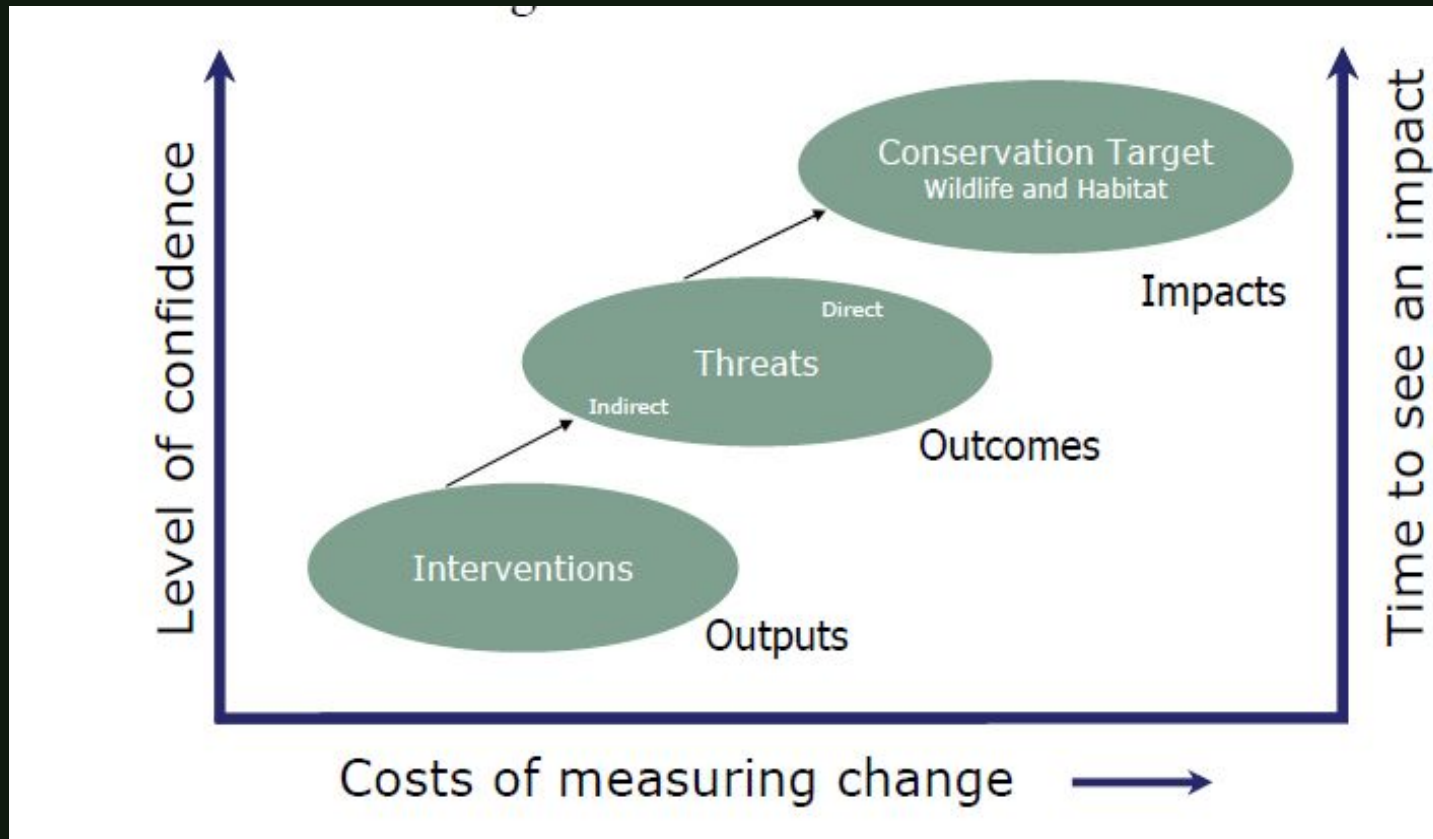 Level of confidence
Conservation Target
Wildlife and Habitat
Impacts
Direct
Threats
Indirect
Outcomes
Interventions
Outputs
Costs of measuring change
Time to see an impact